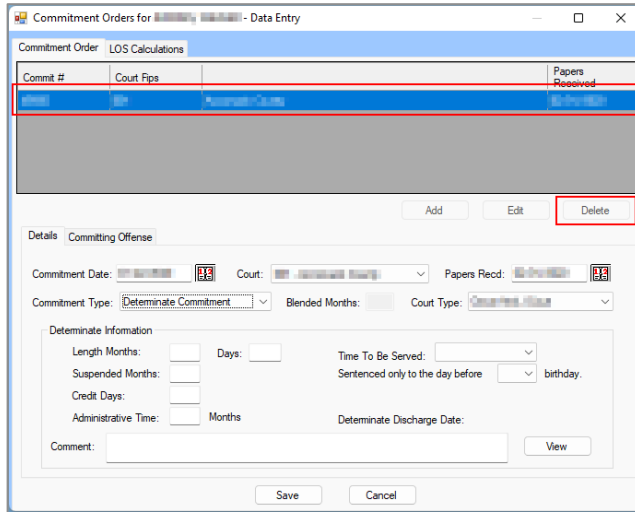 Commitment Orders for - Data Entry
Commitment Order LOS Calculations
Commit # Court Fips Papers Received
Add Edit Delete
Details Committing Offense
Commitment Date: Court: Papers Recd:
Commitment Type: Determinate Commitment Blended Months: Court Type:
Determinate Information
Length Months: Days: Time To Be Served:
Suspended Months: Sentenced only to the day before birthday.
Credit Days:
Administrative Time: Months Determinate Discharge Date:
Comment: View
Save Cancel